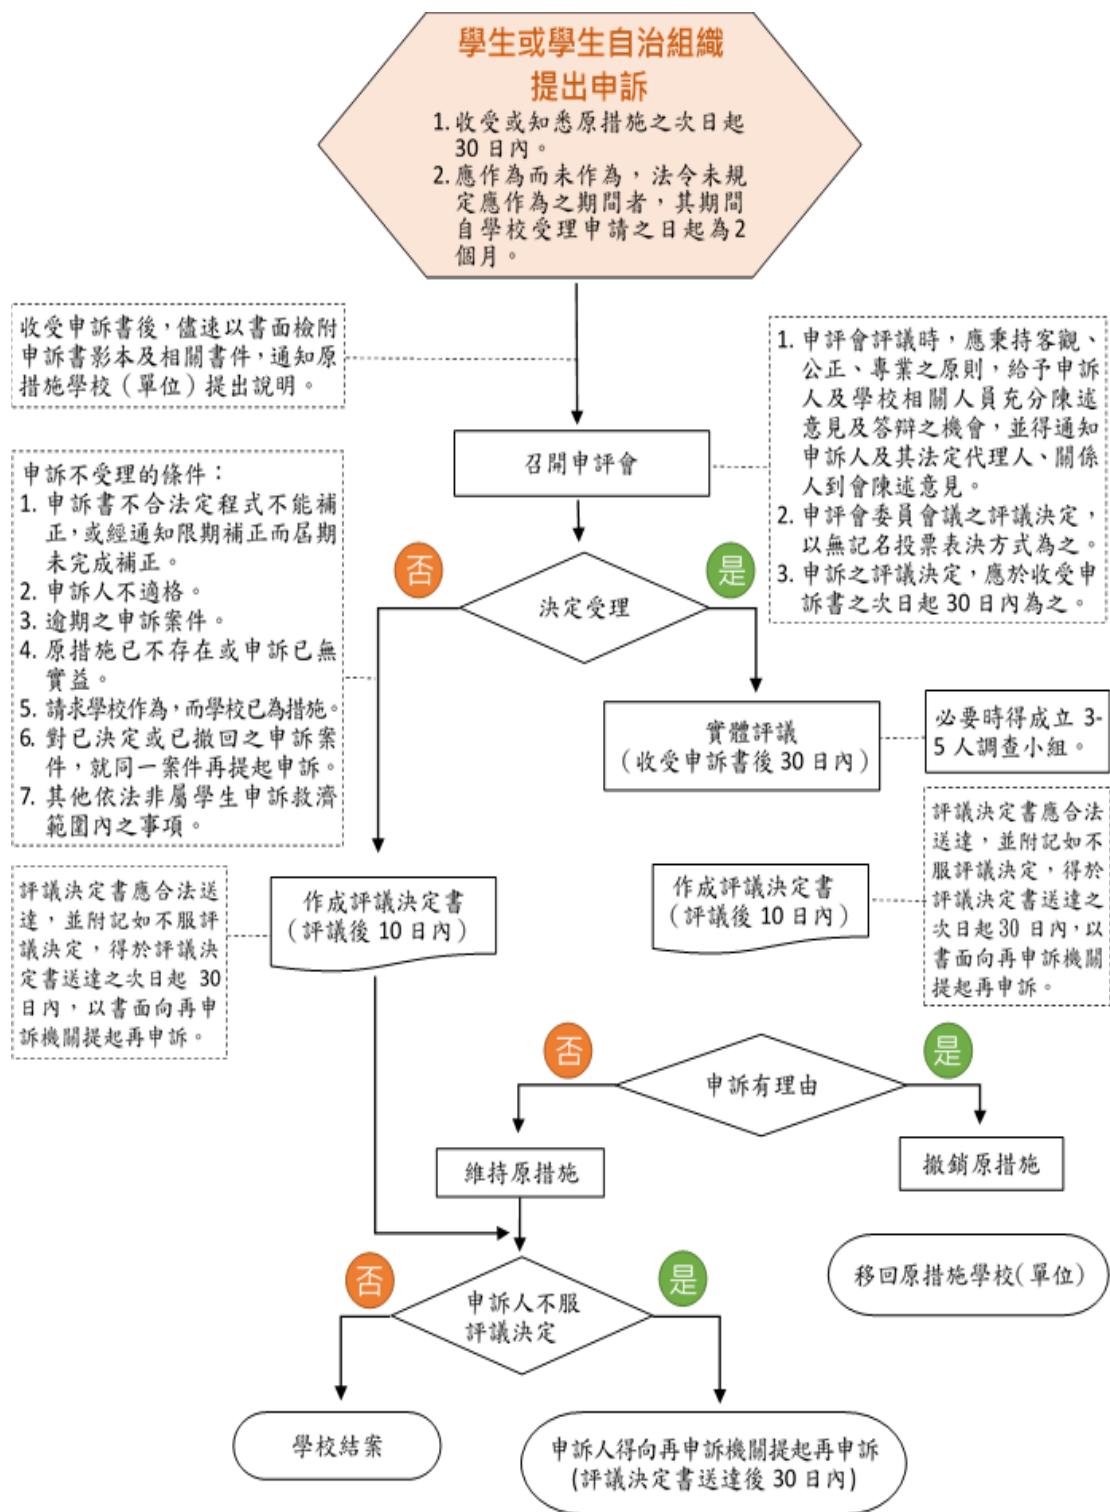 學生或學生自治組織
提出申訴
1. 收受或知悉原措施之次日起
30 日內。
2. 應作為而未作為，法令未規
定應作為之期間者，其期間
自學校受理申請之日起為2
個月。
收受申訴書後，儘速以書面檢附
申訴書影本及相關書件，通知原
措施學校（單位）提出說明。
1. 申評會評議時，應秉持客觀、
公正、專業之原則，給予申訴
人及學校相關人員充分陳述
意見及答辯之機會，並得通知
申訴人及其法定代理人、關係
人到會陳述意見。
2. 申評會委員會議之評議決定，
以無記名投票表決方式為之。
3. 申訴之評議決定，應於收受申
訴書之次日起 30 日內為之。
召開申評會
申訴不受理的條件：
1. 申訴書不合法定程式不能補
正，或經通知限期補正而屆期
未完成補正。
2. 申訴人不適格。
3. 逾期之申訴案件。
4. 原措施已不存在或申訴已無
實益。
5. 請求學校作為，而學校已為措施。
6. 對已決定或已撤回之申訴案
件，就同一案件再提起申訴。
7. 其他依法非屬學生申訴救濟
範圍內之事項。
否
是
決定受理
實體評議
（收受申訴書後 30 日內）
必要時得成立 3-
5 人調查小組。
評議決定書應合法送
達，並附記如不服評
議決定，得於評議決
定書送達之次日起 30
日內，以書面向再申
訴機關提起再申訴。
作成評議決定書
（評議後 10 日內）
作成評議決定書
（評議後 10 日內）
評議決定書應合法
送達，並附記如不
服評議決定，得於
評議決定書送達之
次日起 30 日內，以
書面向再申訴機關
提起再申訴。
否
是
申訴有理由
維持原措施
撤銷原措施
移回原措施學校（單位）
否
是
申訴人不服
評議決定
學校結案
申訴人得向再申訴機關提起再申訴
(評議決定書送達後 30 日內)